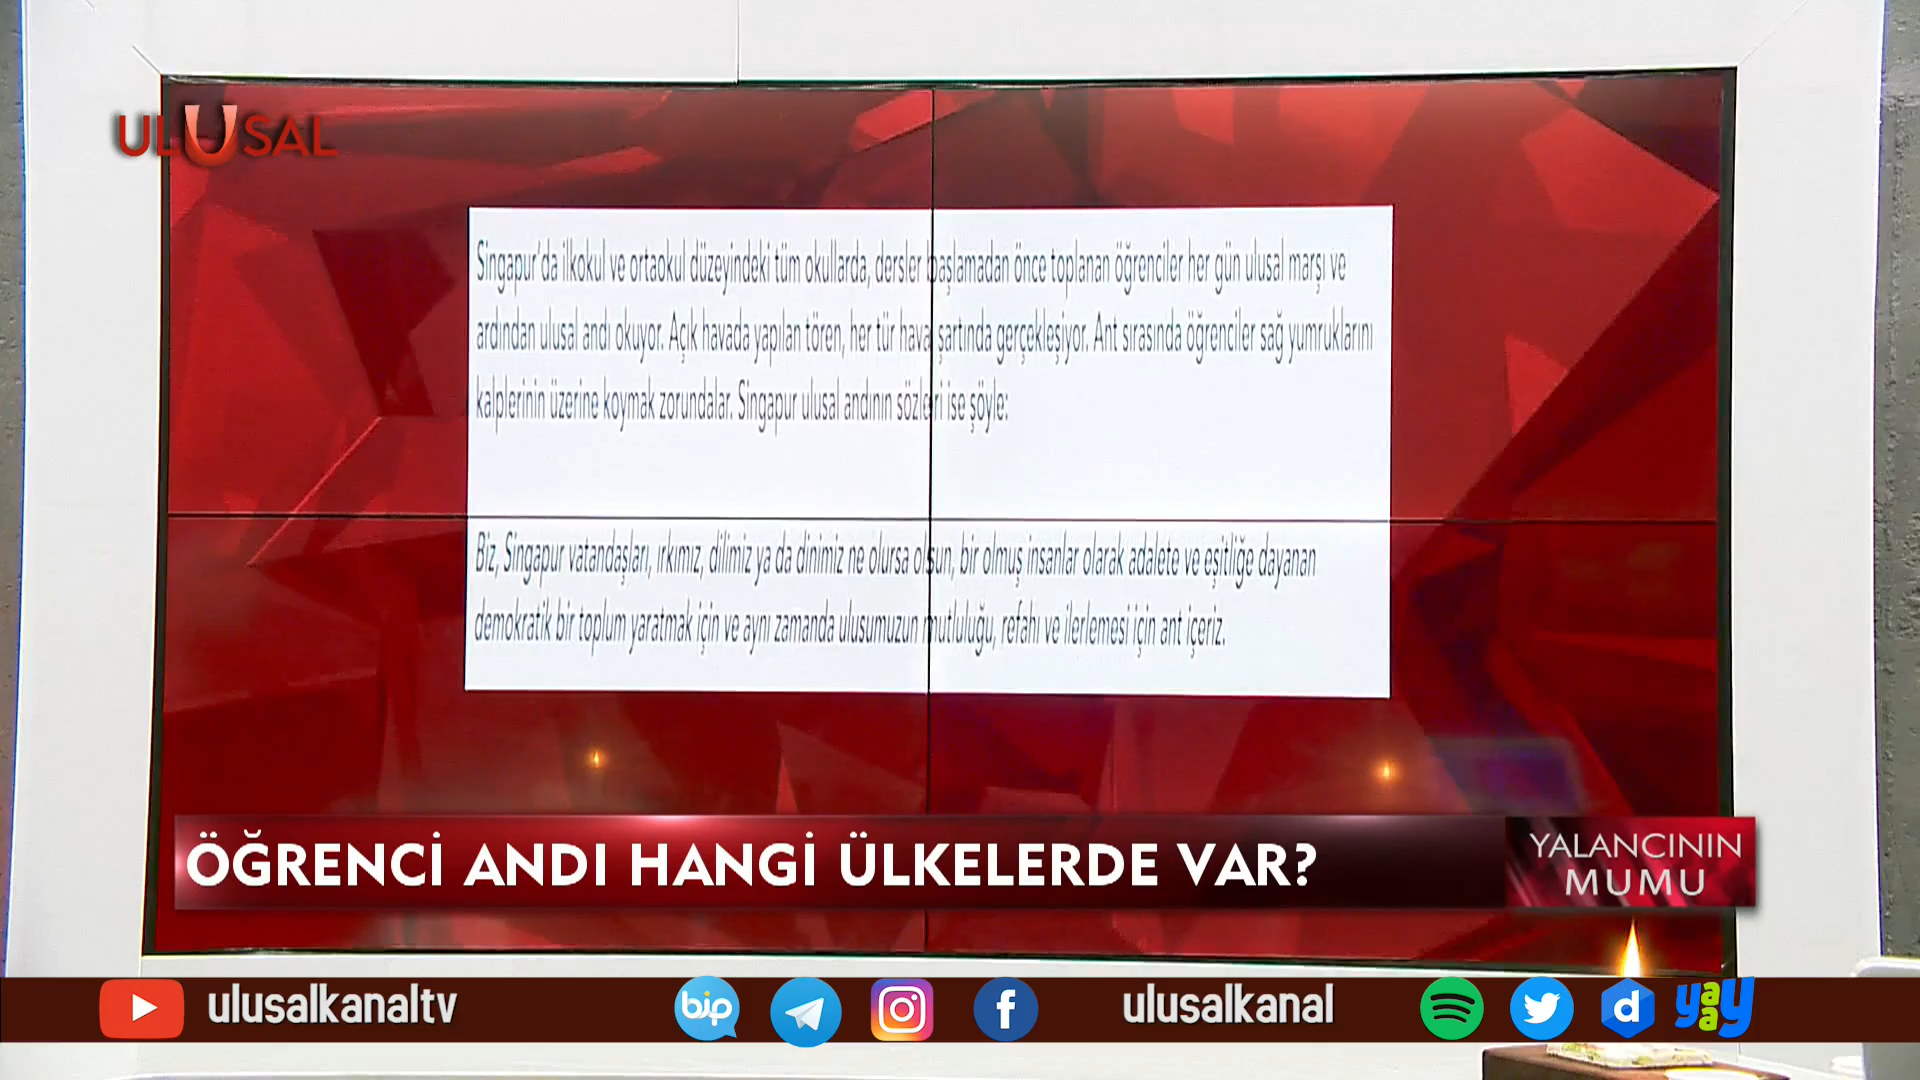 ULUSAL
Singapur'da ilkokul ve ortaokul düzeyindeki tüm okullarda, dersler başlamadan önce toplanan öğrenciler her gün ulusal marşı ve
ardından ulusal andı okuyor. Açık havada yapılan tören, her tür hava şartında gerçekleşiyor. Ant sırasında öğrenciler sağ yumruklarını
kalplerinin üzerine koymak zorundalar. Singapur ulusal andının sözleri ise şöyle:
Biz, Singapur vatandaşları, ırkımız, dilimiz ya da dinimiz ne olursa olsun, bir olmuş insanlar olarak adalete ve eşitliğe dayanan
demokratik bir toplum yaratmak için ve aynı zamanda ulusumuzun mutluluğu, refahı ve ilerlemesi için ant içeriz.
ÖĞRENCİ ANDI HANGİ ÜLKELERDE VAR?
YALANCININ
MUMU
ulusalkanaltv
bip
ulusalkanal
d
yaay